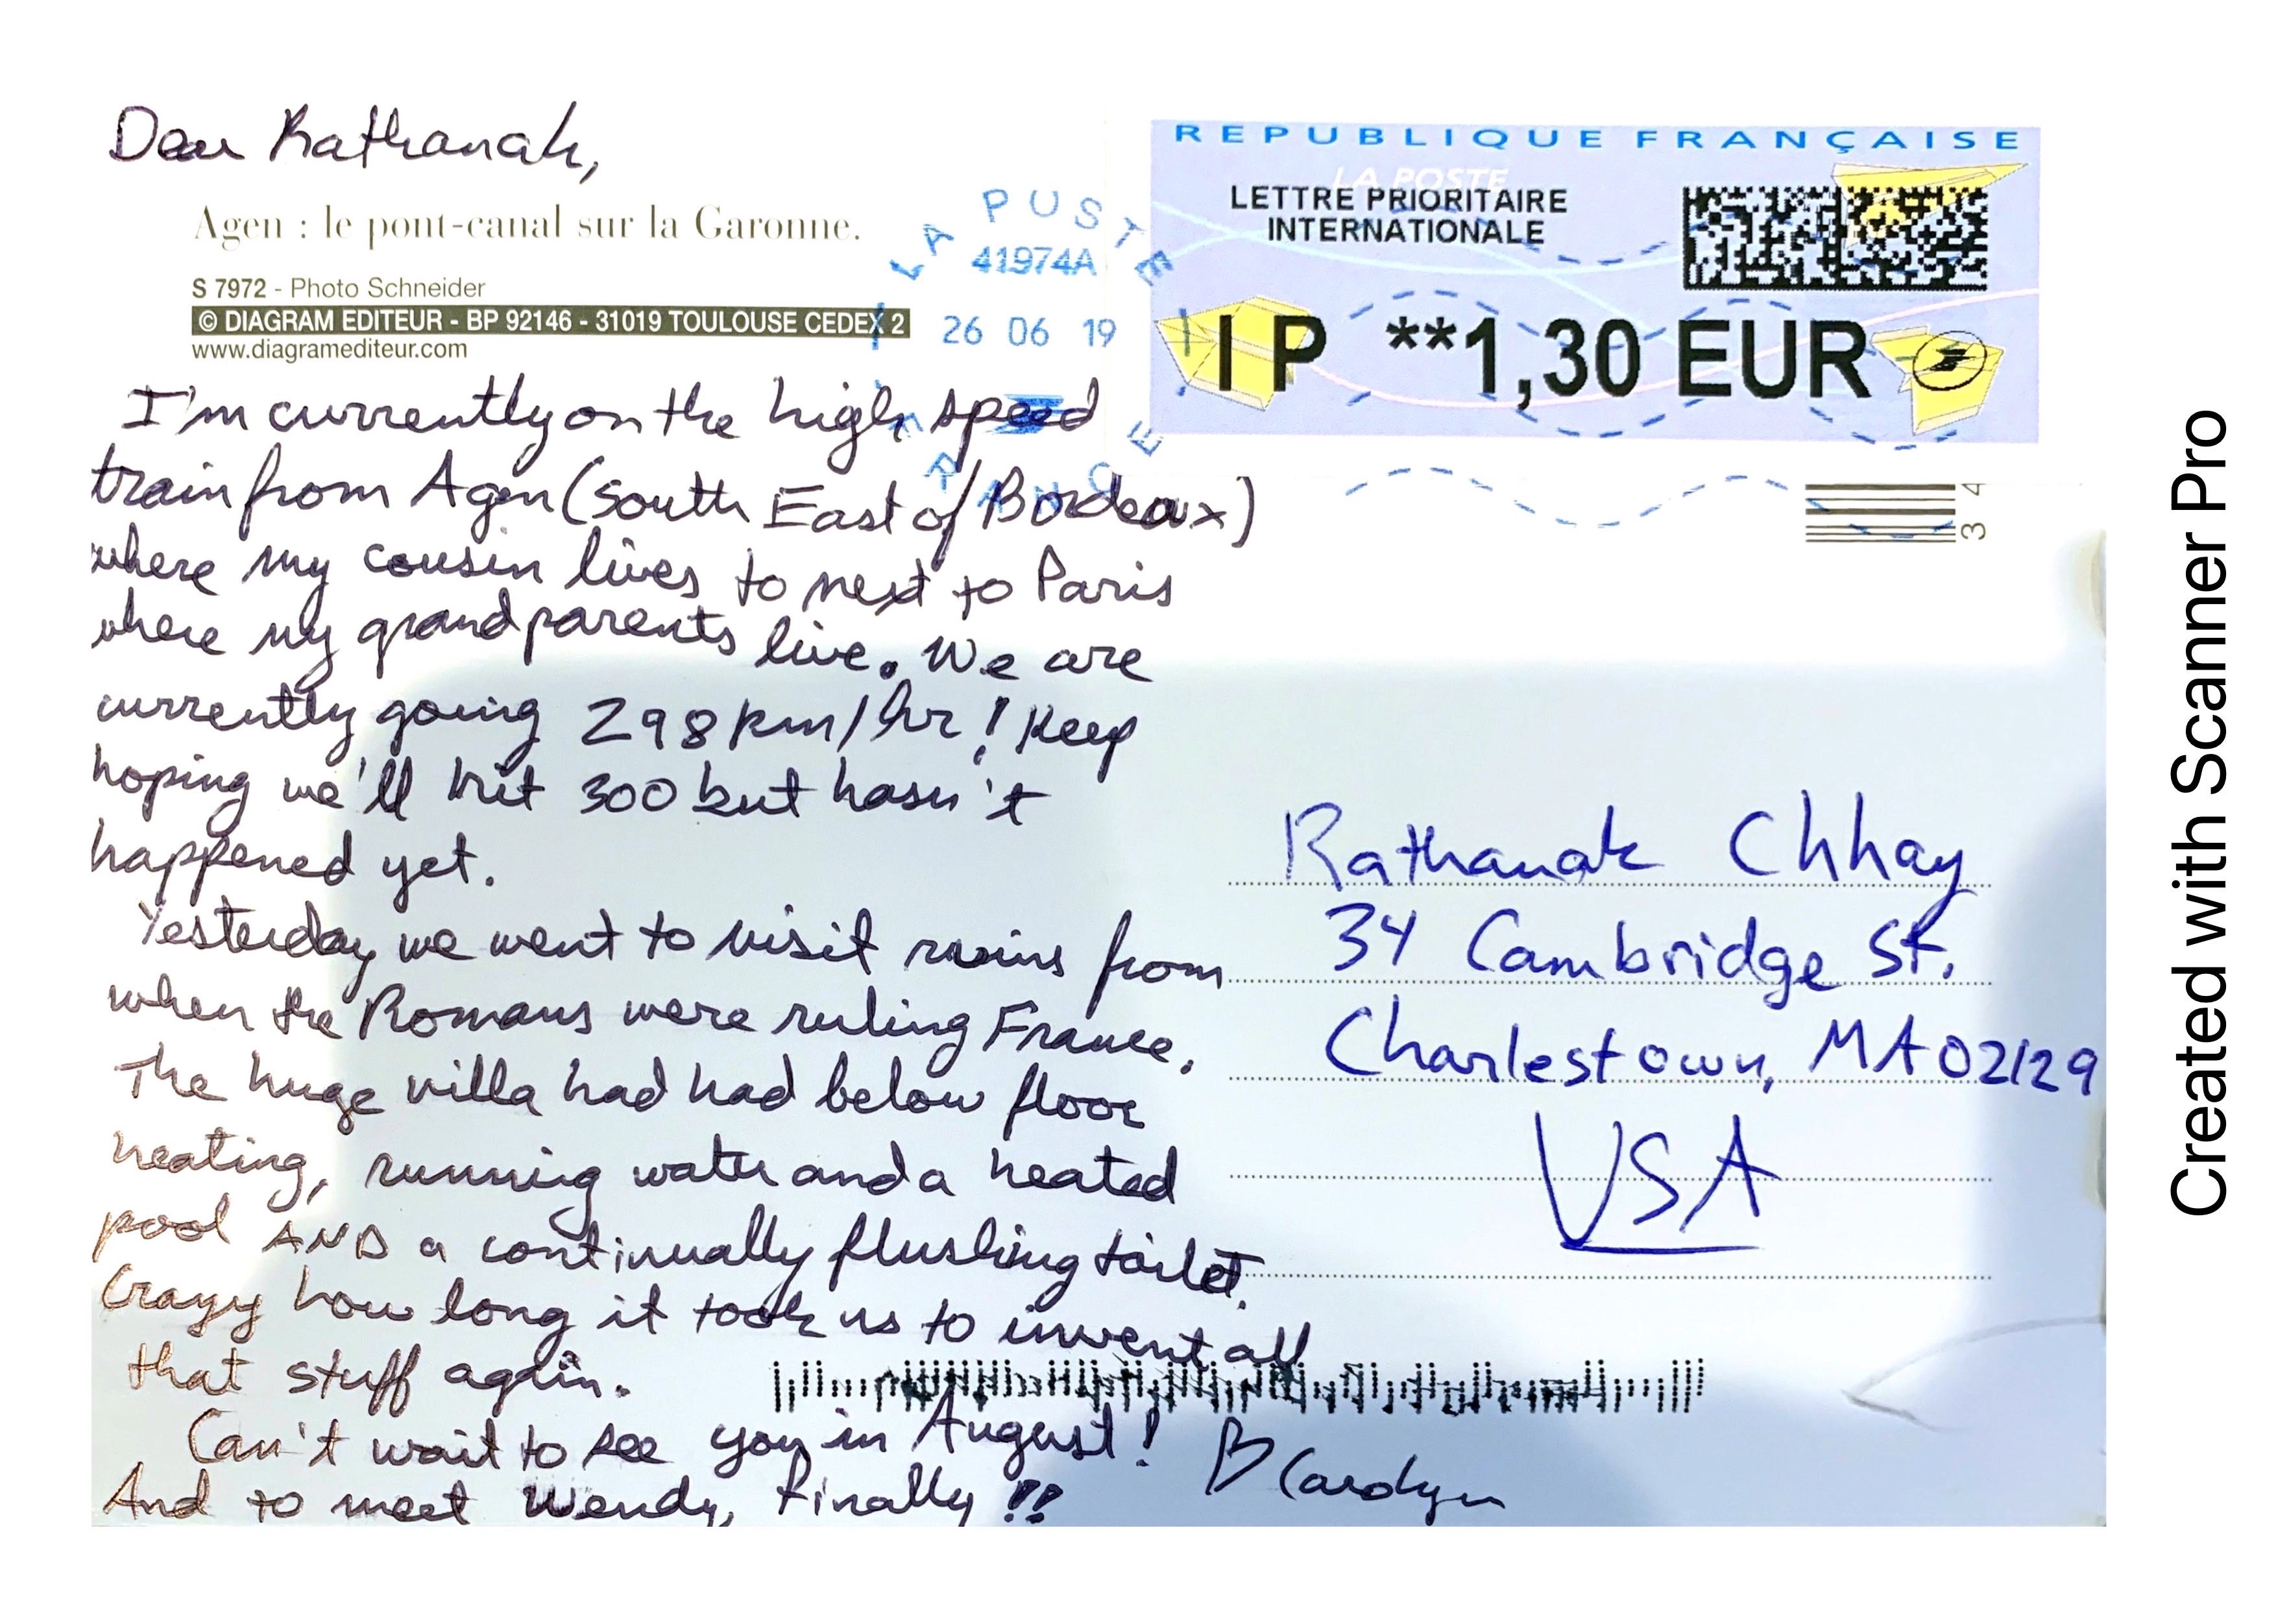 Dear Rathanak,
Agen : le pont-canal sur la Garonne.
S 7972 - Photo Schneider
© DIAGRAM EDITEUR - BP 92146 - 31019 TOULOUSE CEDEX 2
www.diagramediteur.com
I'm currently on the high speed
train from Agen (South East of Bordeaux)
where my cousin lives to next to Paris
where my grandparents live. We are
currently going 298 km/hr! Keep
hoping we'll hit 300 but hasn't
happened yet.
Yesterday we went to visit ruins from
when the Romans were ruling France.
The huge villa had had below floor
heating, running water and a heated
pool AND a continually flushing toilet.
Crazy how long it took us to invent all
that stuff again.
Can't wait to see you in August!
And to meet Wendy, finally!!
Carolyn
LA POSTE
41974A
26 06 19
FRANCE
REPUBLIQUE FRANÇAISE
LA POSTE
LETTRE PRIORITAIRE
INTERNATIONALE
IP **1,30 EUR
3 4
Rathanak Chhay
34 Cambridge St.
Charlestown, MA 02129
USA
Created with Scanner Pro